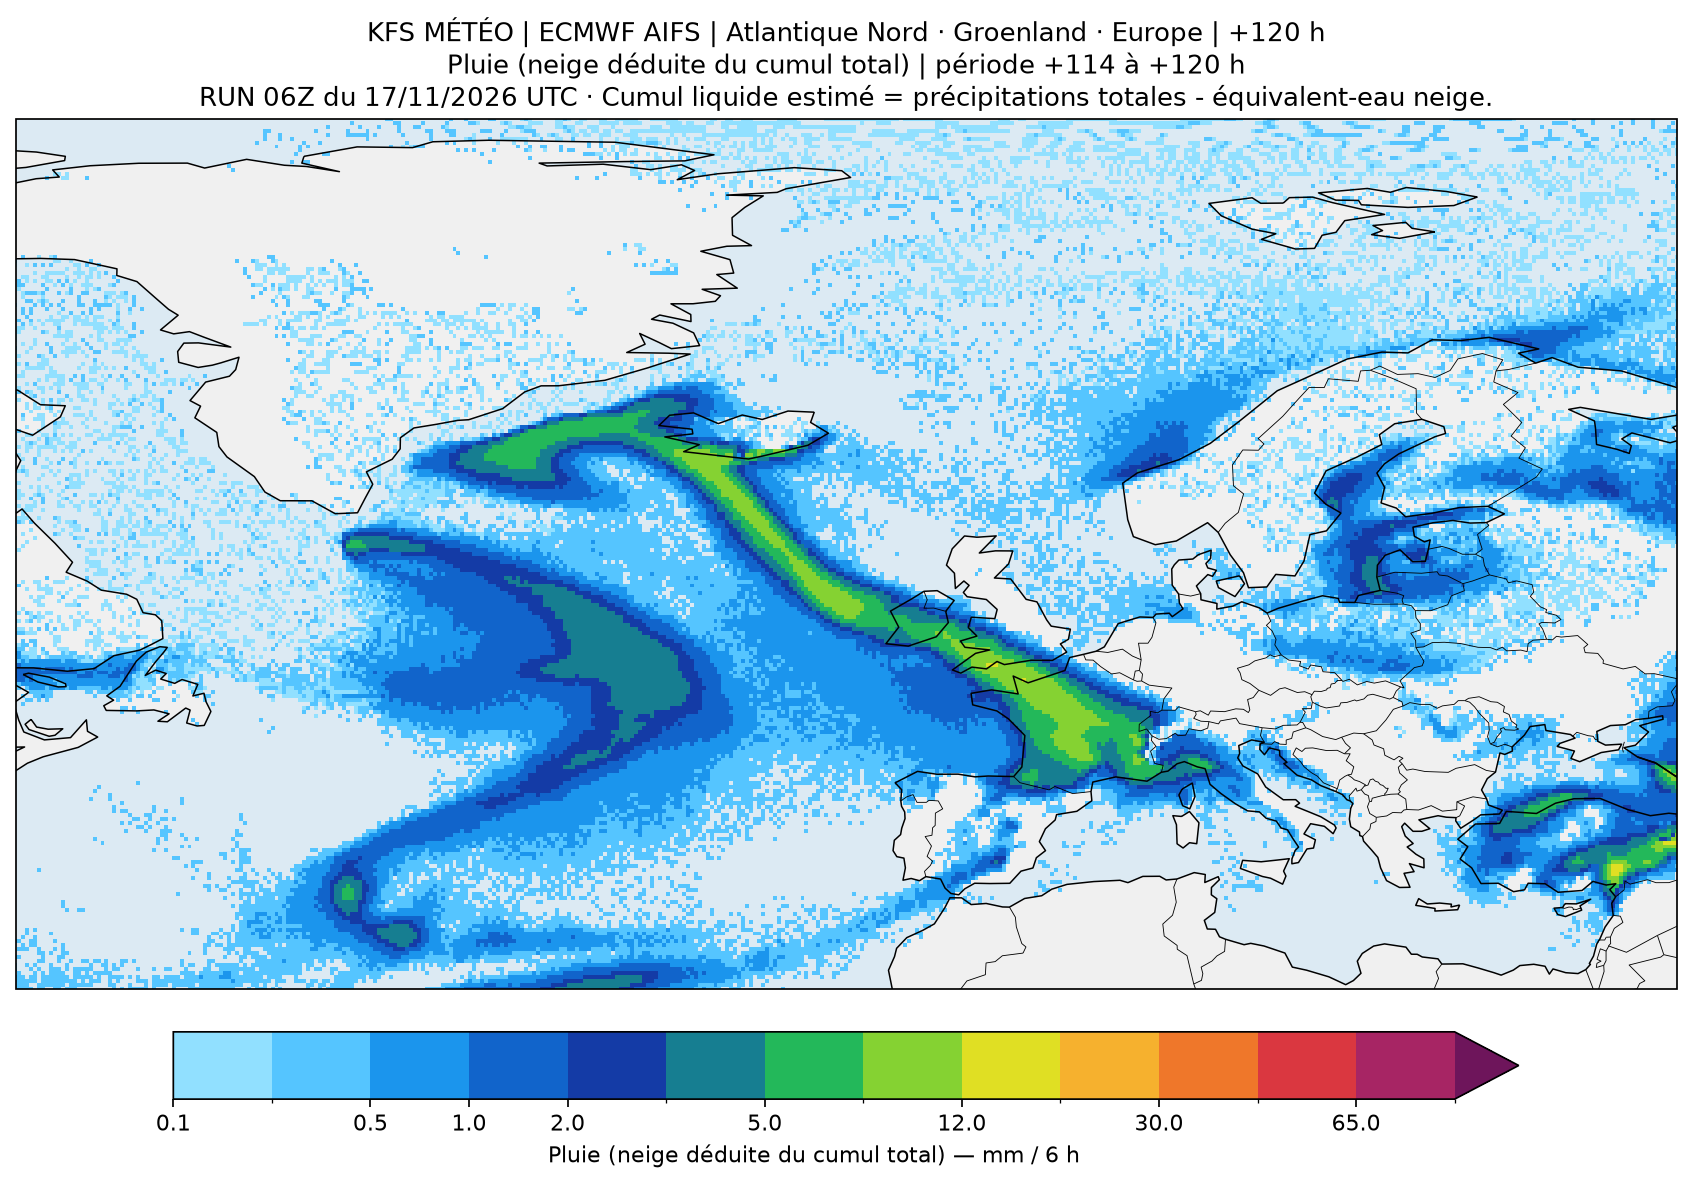 KFS MÉTÉO | ECMWF AIFS | Atlantique Nord · Groenland · Europe | +120 h
Pluie (neige déduite du cumul total) | période +114 à +120 h
RUN 06Z du 17/11/2026 UTC · Cumul liquide estimé = précipitations totales - équivalent-eau neige.
0.1 0.5 1.0 2.0 5.0 12.0 30.0 65.0
Pluie (neige déduite du cumul total) — mm / 6 h